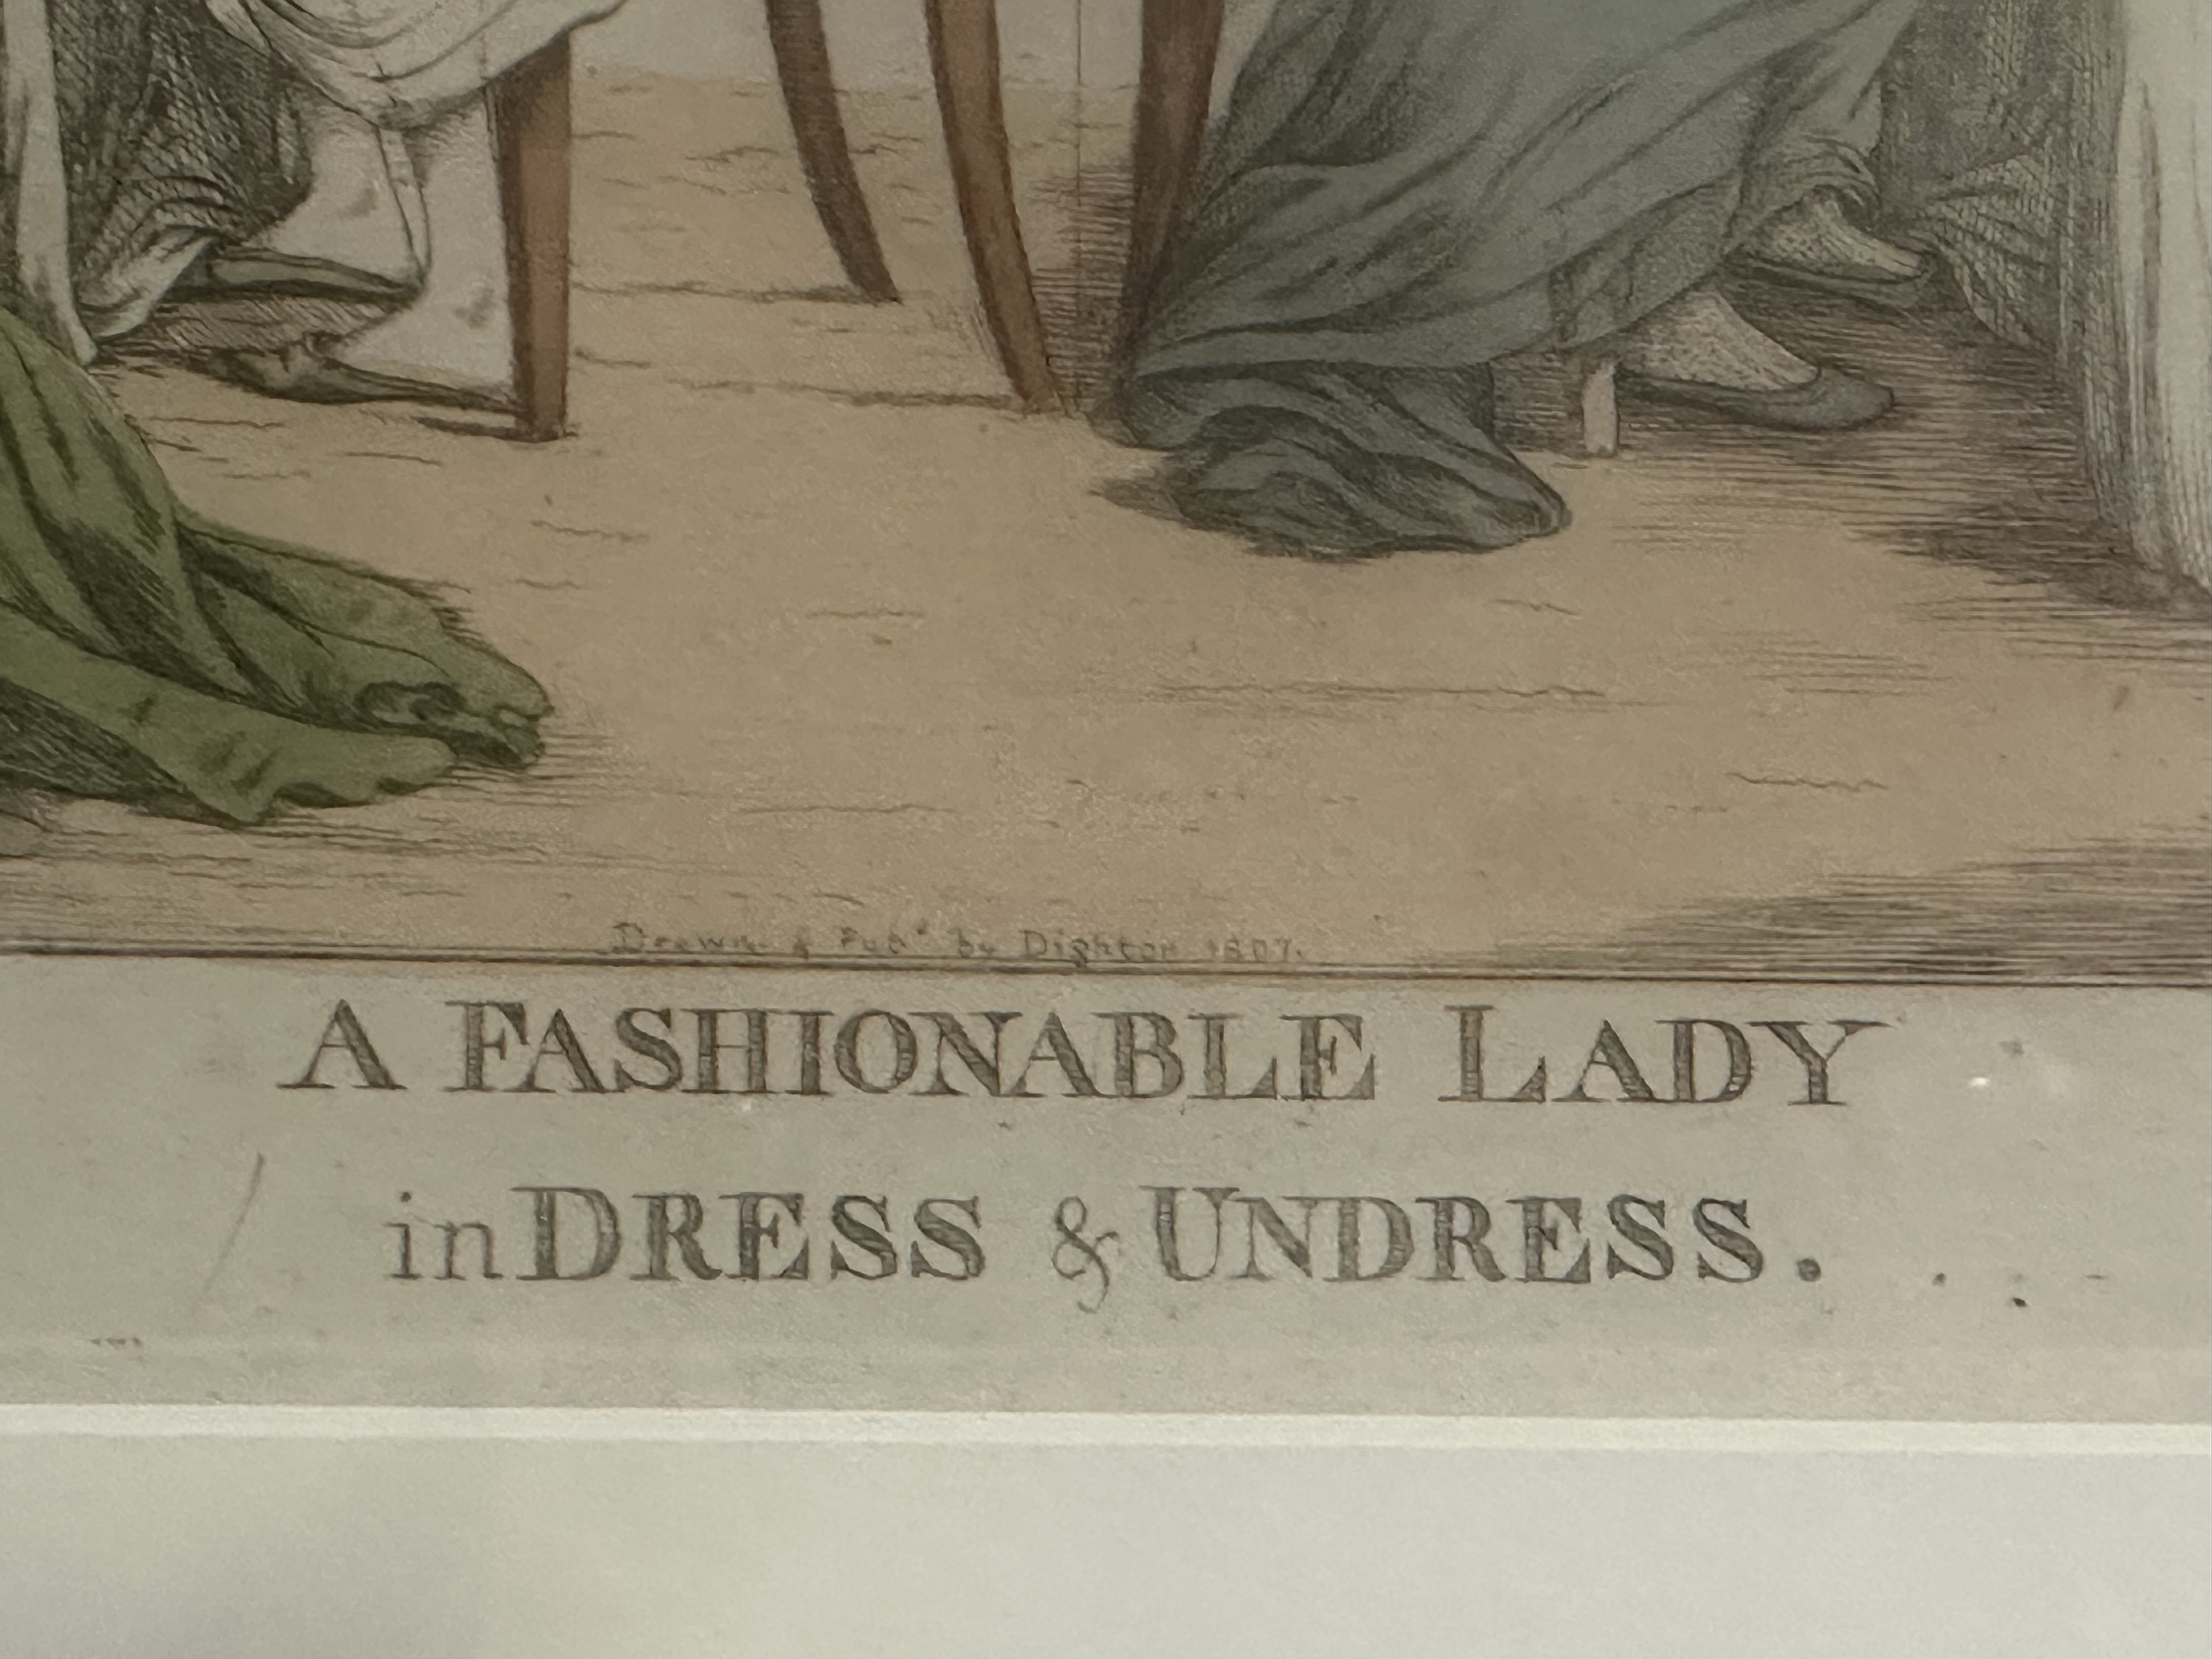 Drawn & Pubd by Dighton 1807.
A FASHIONABLE LADY
in DRESS & UNDRESS.